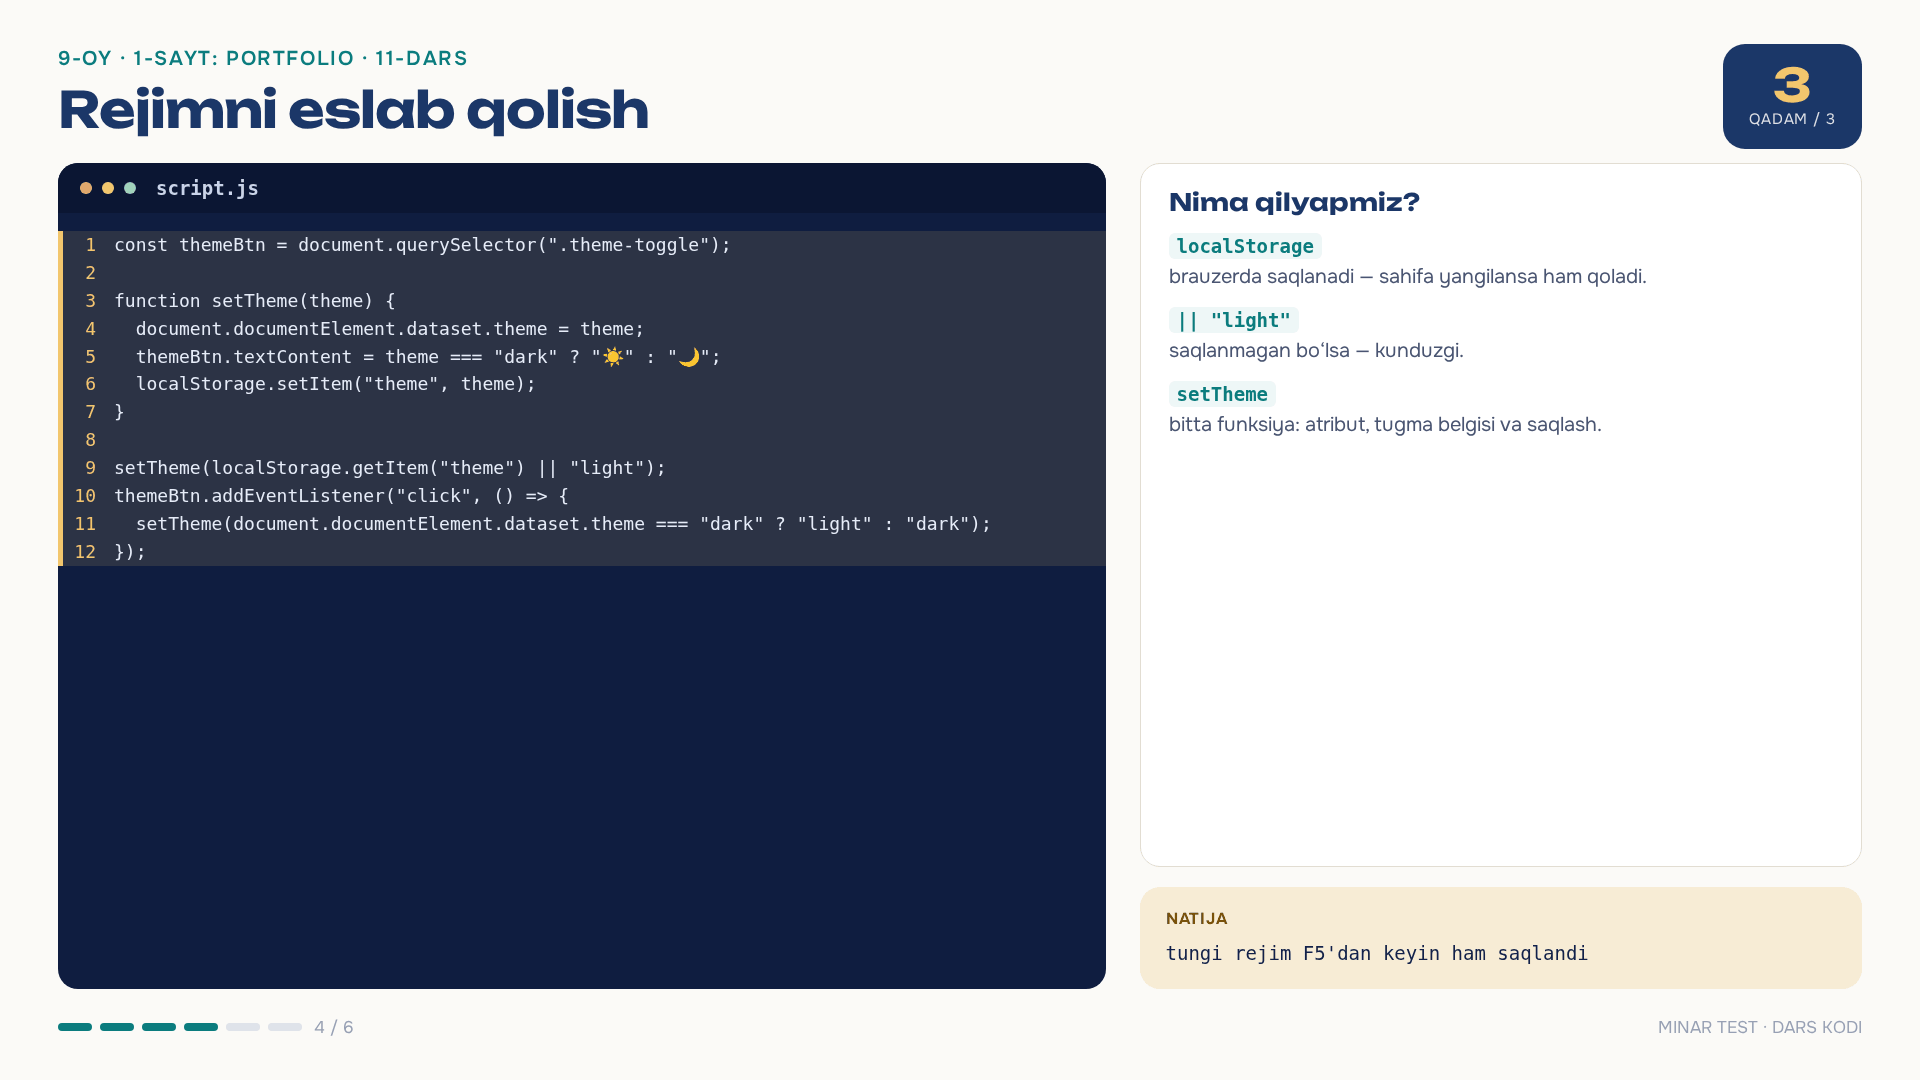 9-OY · 1-SAYT: PORTFOLIO · 11-DARS
Rejimni eslab qolish
3
QADAM / 3
script.js
1 const themeBtn = document.querySelector(".theme-toggle");
2
3 function setTheme(theme) {
4   document.documentElement.dataset.theme = theme;
5   themeBtn.textContent = theme === "dark" ? "☀️" : "🌙";
6   localStorage.setItem("theme", theme);
7 }
8
9 setTheme(localStorage.getItem("theme") || "light");
10 themeBtn.addEventListener("click", () => {
11   setTheme(document.documentElement.dataset.theme === "dark" ? "light" : "dark");
12 });
Nima qilyapmiz?
localStorage
brauzerda saqlanadi — sahifa yangilansa ham qoladi.
|| "light"
saqlanmagan bo‘lsa — kunduzgi.
setTheme
bitta funksiya: atribut, tugma belgisi va saqlash.
NATIJA
tungi rejim F5'dan keyin ham saqlandi
4 / 6
MINAR TEST · DARS KODI